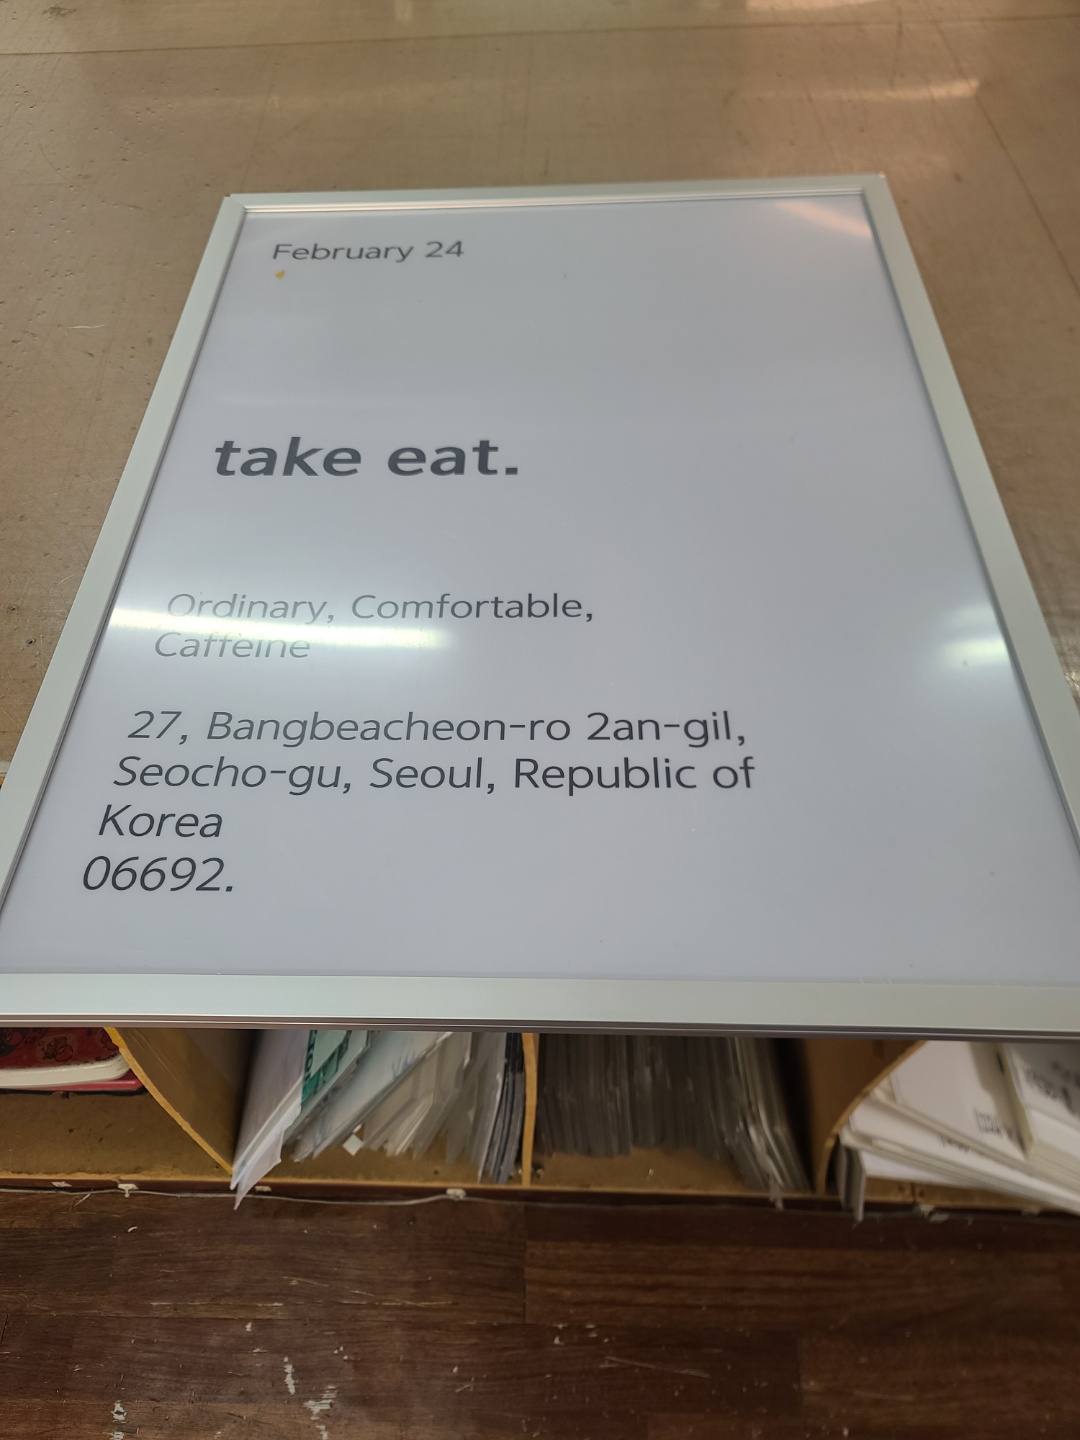 February 24
take eat.
Ordinary, Comfortable,
Caffeine
27, Bangbeacheon-ro 2an-gil,
Seocho-gu, Seoul, Republic of
Korea
06692.